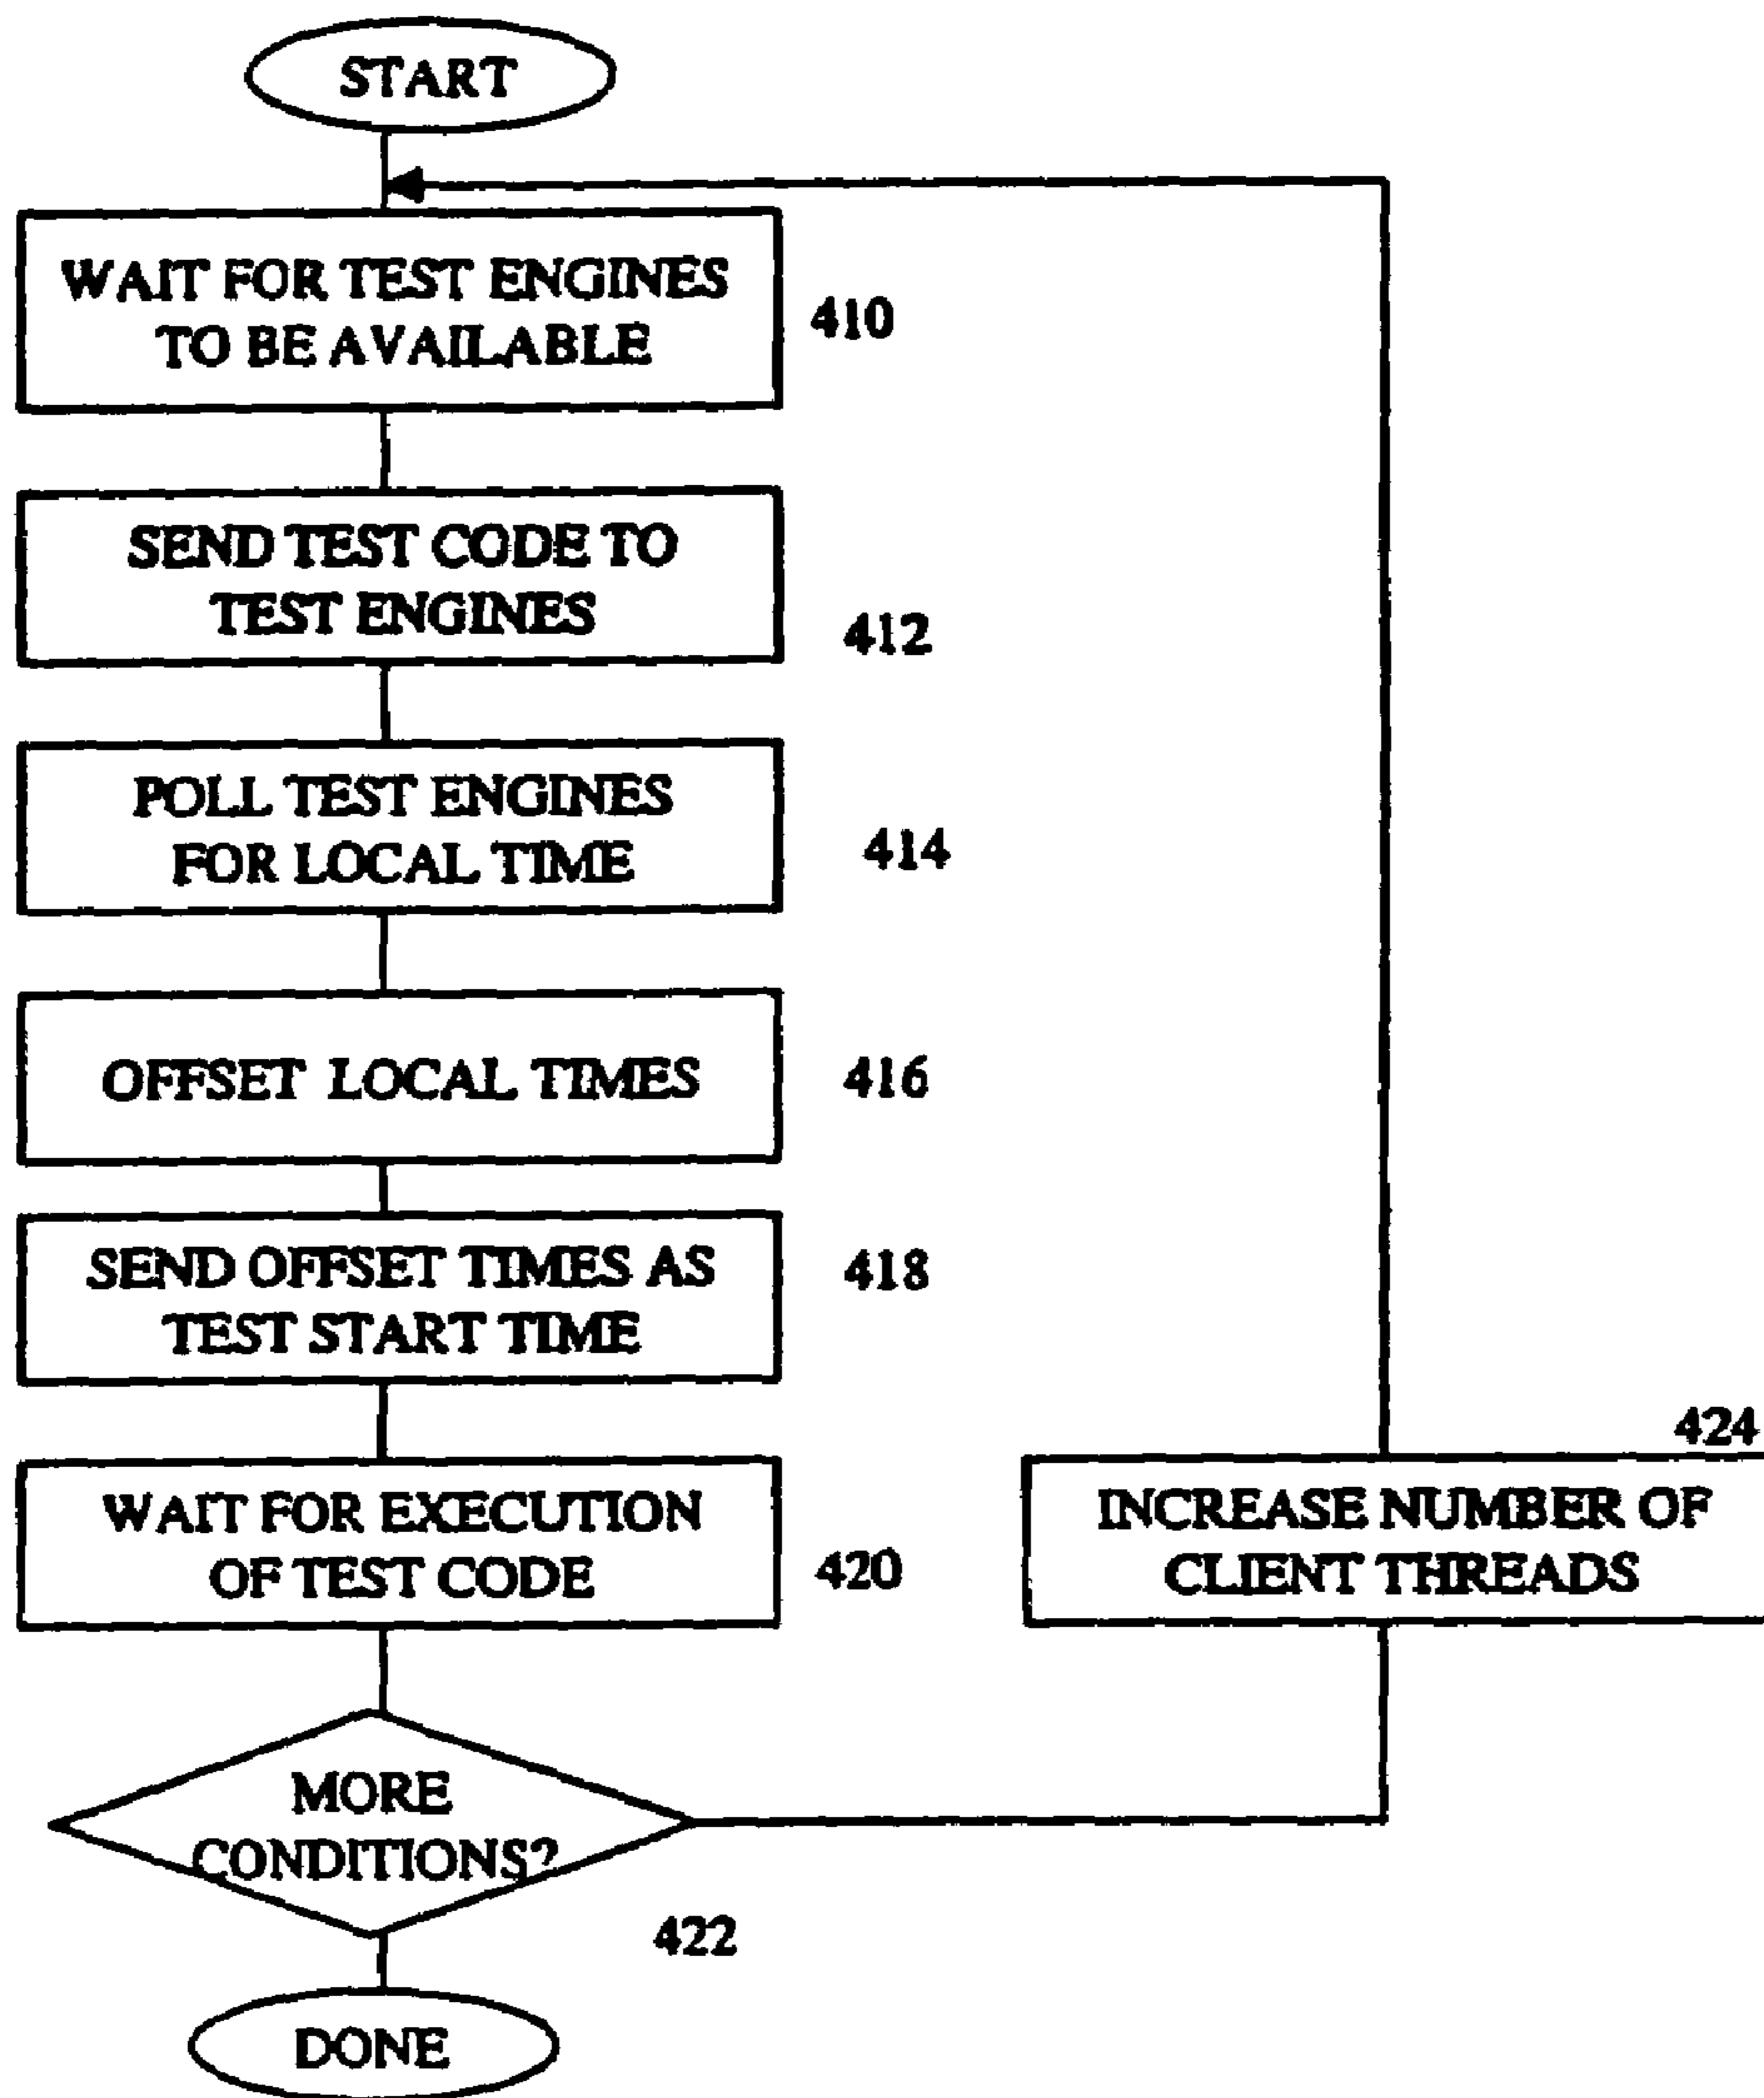 START
WAIT FOR TEST ENGINES
TO BE AVAILABLE
410
SEND TEST CODE TO
TEST ENGINES
412
POLL TEST ENGINES
FOR LOCAL TIME
414
OFFSET LOCAL TIMES
416
SEND OFFSET TIMES AS
TEST START TIME
418
WAIT FOR EXECUTION
OF TEST CODE
420
424
INCREASE NUMBER OF
CLIENT THREADS
MORE
CONDITIONS?
422
DONE